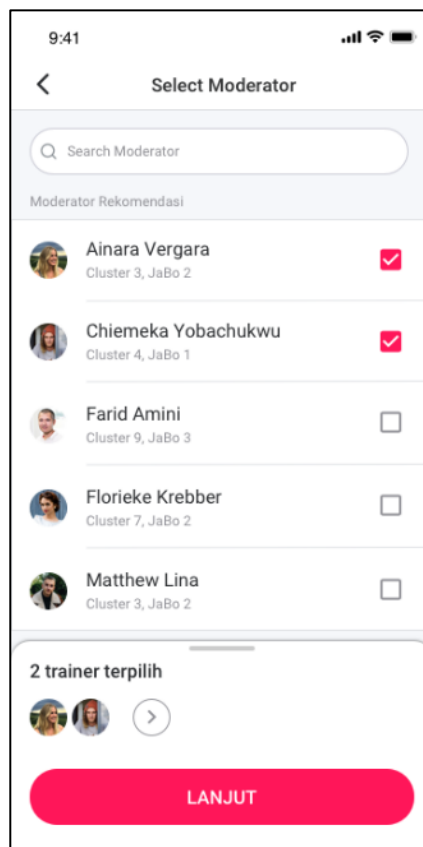 9:41
Select Moderator
Search Moderator
Moderator Rekomendasi
Ainara Vergara
Cluster 3, JaBo 2
Chiemeka Yobachukwu
Cluster 4, JaBo 1
Farid Amini
Cluster 9, JaBo 3
Florieke Krebber
Cluster 7, JaBo 2
Matthew Lina
Cluster 3, JaBo 2
2 trainer terpilih
LANJUT